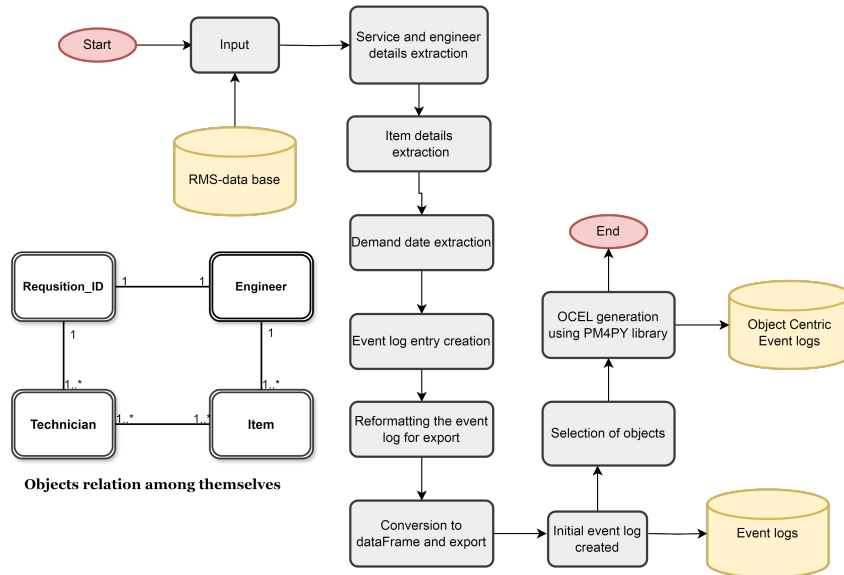 Start
Input
Service and engineer
details extraction
Item details
extraction
RMS-data base
Demand date extraction
End
Requsition_ID
1
1
Engineer
1
1
1..*
1..*
Technician
1..*
1..*
Item
Objects relation among themselves
Event log entry creation
OCEL generation
using PM4PY library
Object Centric
Event logs
Reformatting the event
log for export
Selection of objects
Conversion to
dataFrame and export
Initial event log
created
Event logs